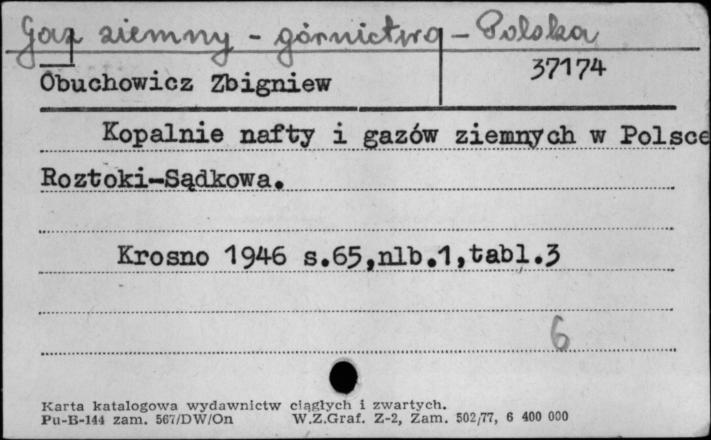 Gaz ziemny - górnictwo - Polska
Obuchowicz Zbigniew
37174
Kopalnie nafty i gazów ziemnych w Polsce
Roztoki-Sądkowa.
Krosno 1946 s.65,nlb.1,tabl.3
6
Karta katalogowa wydawnictw ciągłych i zwartych.
Pu-B-144 zam. 567/DW/On W.Z.Graf. Z-2, Zam. 502/77, 6 400 000